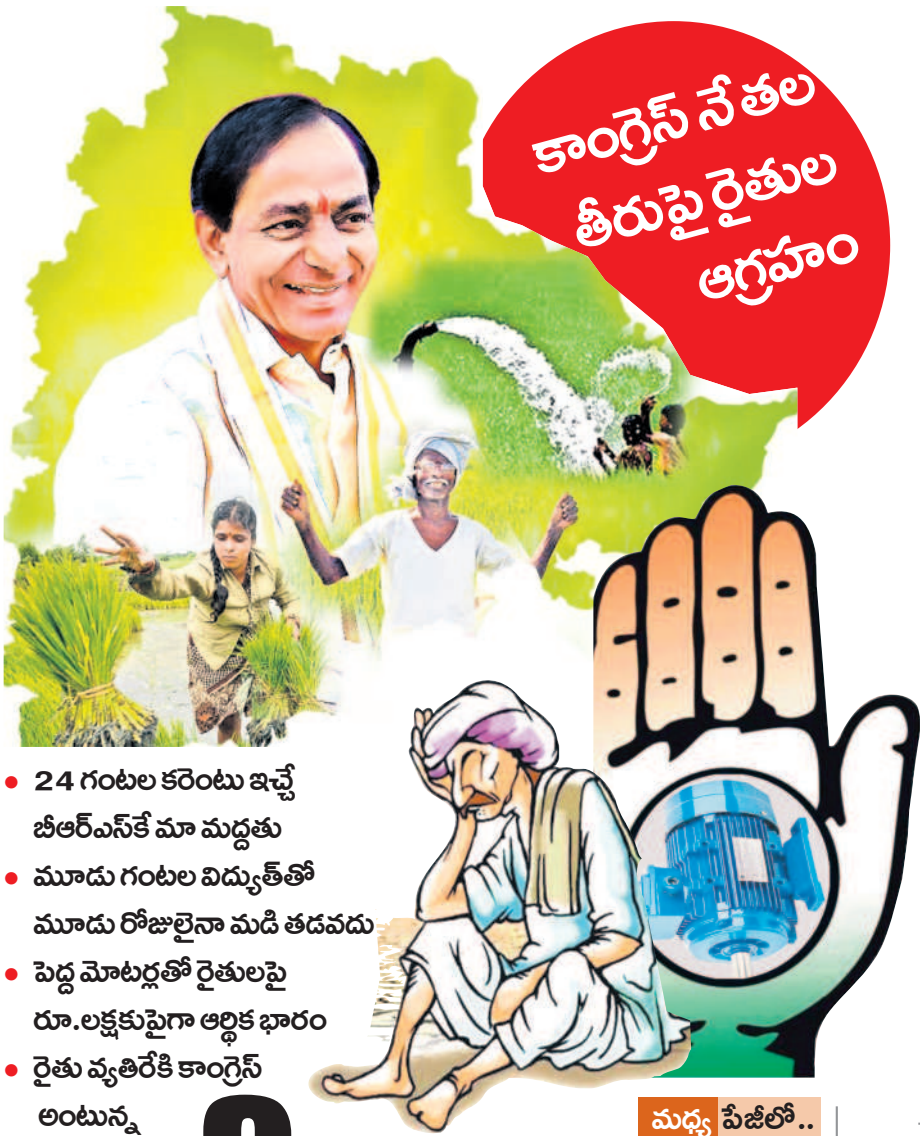 కాంగ్రెస్ నేతల
తీరుపై రైతుల
ఆగ్రహం
• 24 గంటల కరెంటు ఇచ్చే
బీఆర్ఎస్‌కే మా మద్దతు
• మూడు గంటల విద్యుత్‌తో
మూడు రోజులైనా మడి తడవదు
• పెద్ద మోటర్లతో రైతులపై
రూ.లక్షకుపైగా ఆర్థిక భారం
• రైతు వ్యతిరేకి కాంగ్రెస్
అంటున్న
మధ్య పేజీలో..